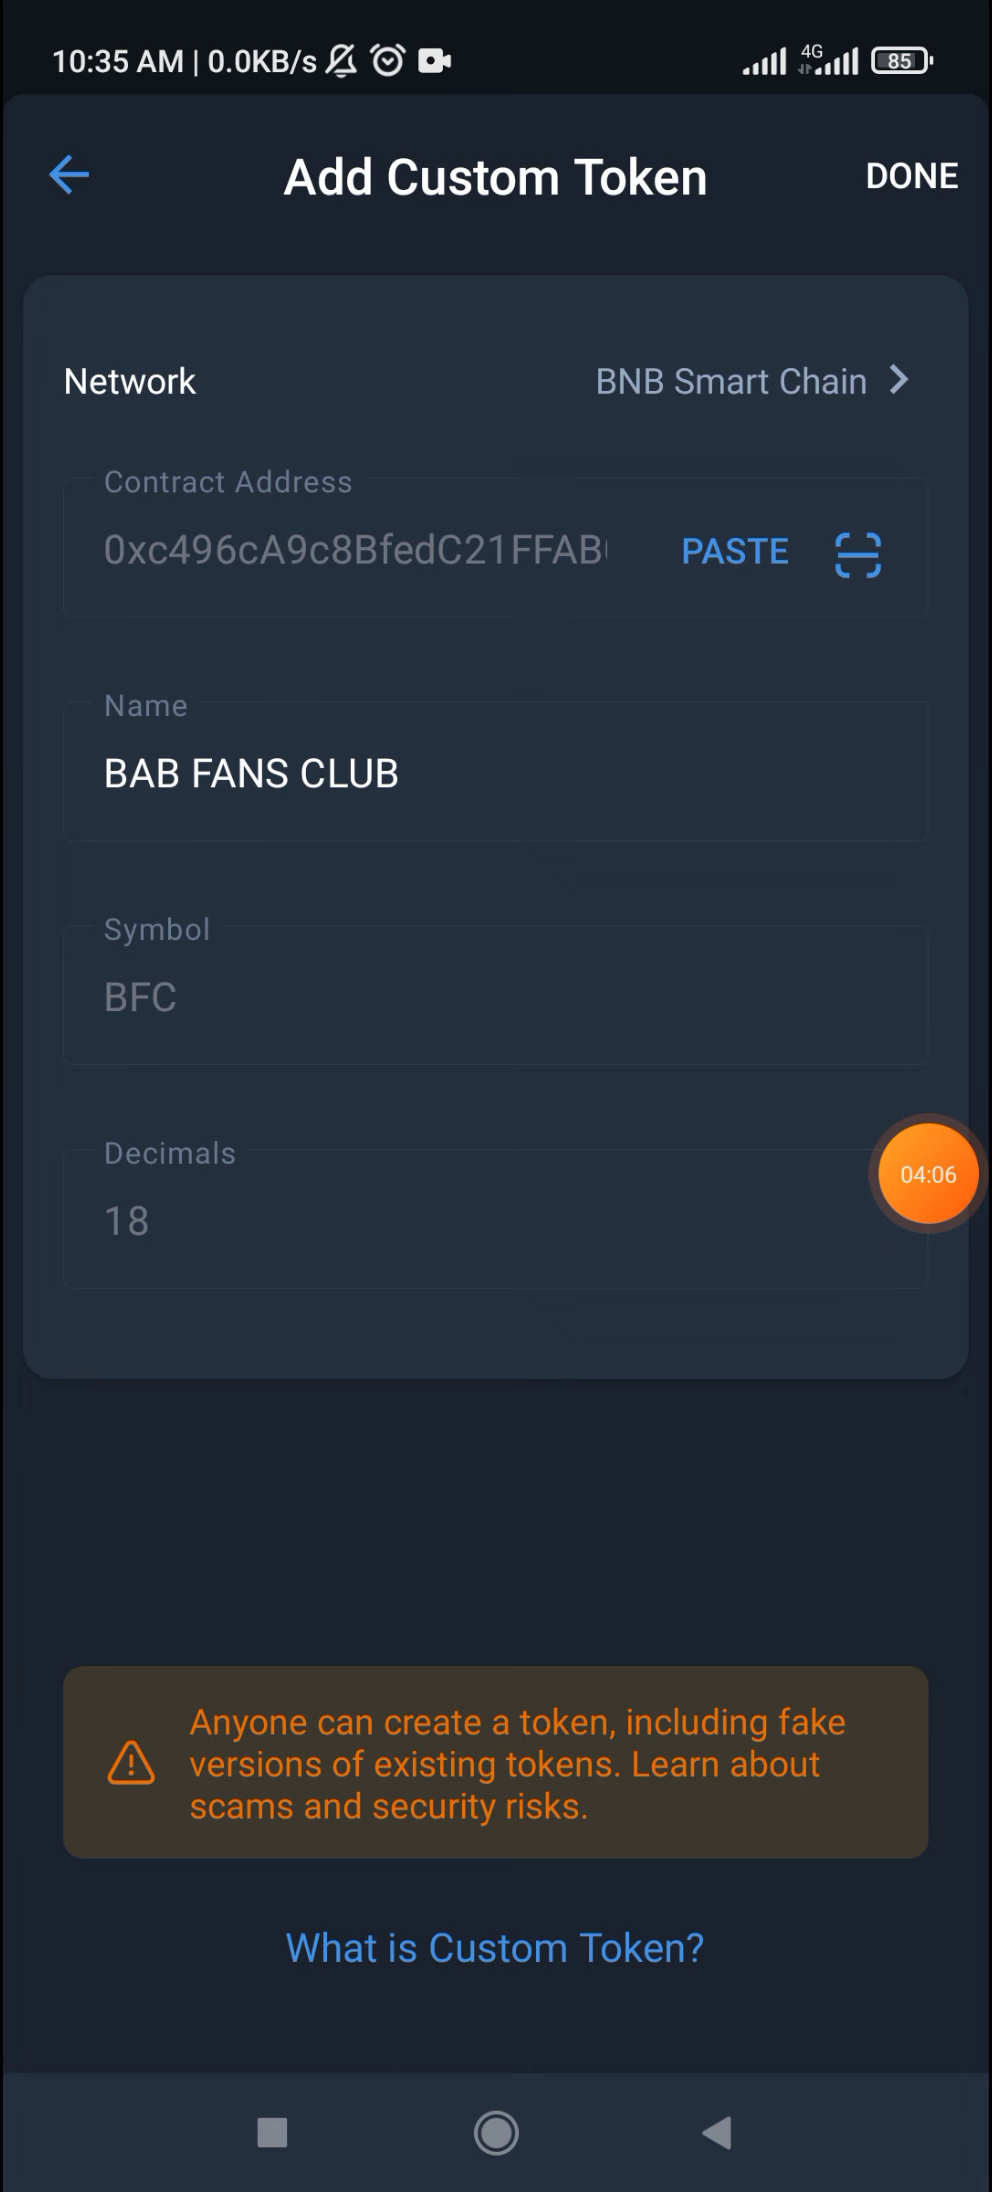 10:35 AM | 0.0KB/s 4G 85
Add Custom Token DONE
Network BNB Smart Chain
Contract Address
0xc496cA9c8BfedC21FFAB PASTE
Name
BAB FANS CLUB
Symbol
BFC
Decimals
18
04:06
Anyone can create a token, including fake
versions of existing tokens. Learn about
scams and security risks.
What is Custom Token?